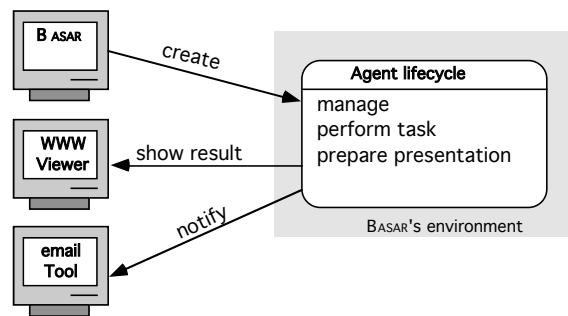 BASAR
create
Agent lifecycle
manage
perform task
prepare presentation
WWW
Viewer
show result
notify
BASAR's environment
email
Tool